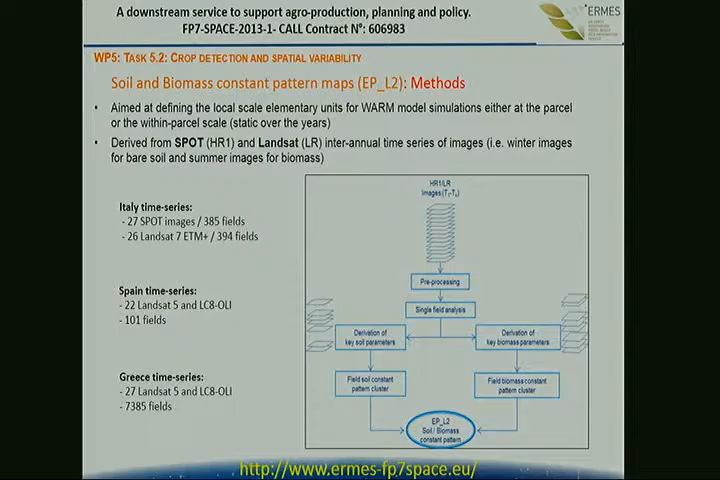 A downstream service to support agro-production, planning and policy.
FP7-SPACE-2013-1- CALL Contract N°: 606983
ERMES
WP5: TASK 5.2: CROP DETECTION AND SPATIAL VARIABILITY
Soil and Biomass constant pattern maps (EP_L2): Methods
• Aimed at defining the local scale elementary units for WARM model simulations either at the parcel
or the within-parcel scale (static over the years)
• Derived from SPOT (HR1) and Landsat (LR) inter-annual time series of images (i.e. winter images
for bare soil and summer images for biomass)
Italy time-series:
- 27 SPOT images / 385 fields
- 26 Landsat 7 ETM+ / 394 fields
Spain time-series:
- 22 Landsat 5 and LC8-OLI
- 101 fields
Greece time-series:
- 27 Landsat 5 and LC8-OLI
- 7385 fields
HR1/LR
Images
Pre-processing
Single field analysis
Derivation of
key soil parameters
Derivation of
key biomass parameters
Field soil constant
pattern cluster
Field biomass constant
pattern cluster
EP_L2
Soil / Biomass
constant pattern
http://www.ermes-fp7space.eu/